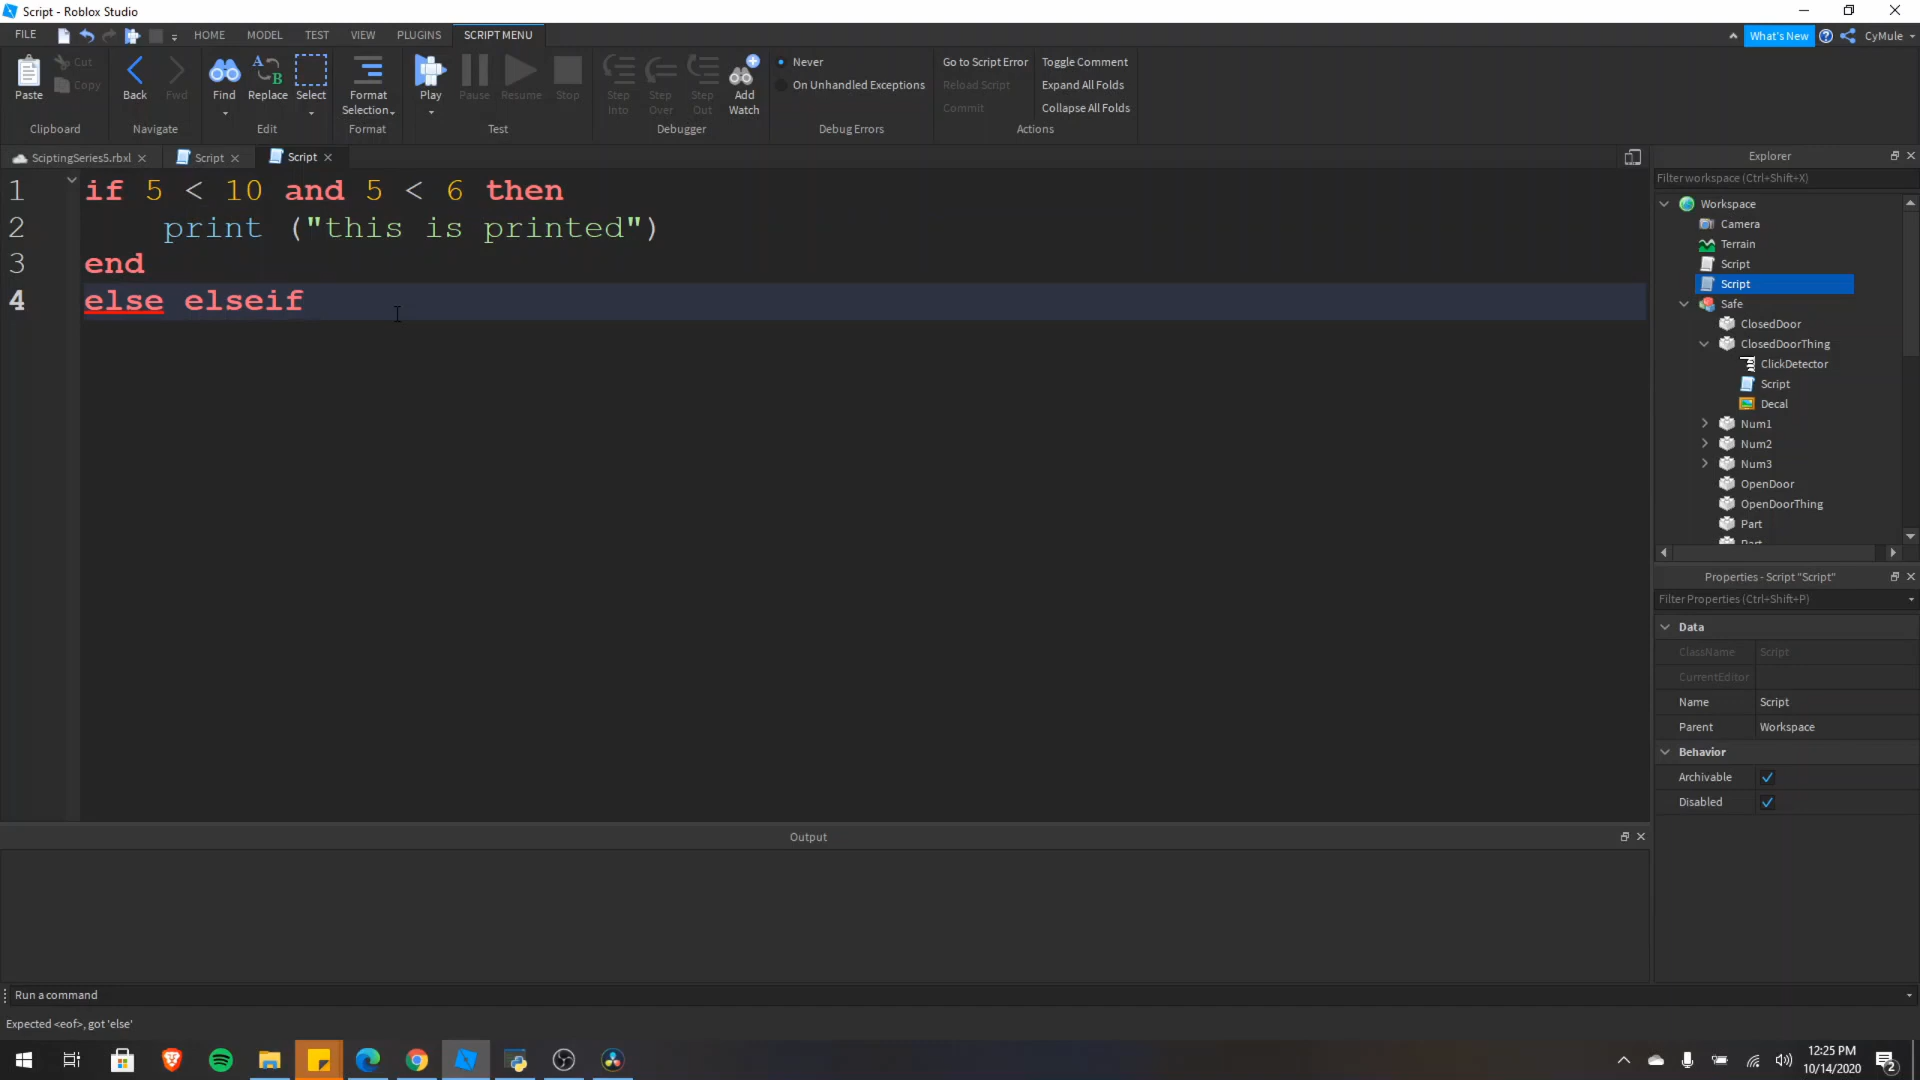 Script - Roblox Studio
FILE HOME MODEL TEST VIEW PLUGINS SCRIPT MENU What's New CyMule
Paste Cut Copy Back Fwd Find Replace Select Format Selection Play Pause Resume Stop Step Into Step Over Step Out Add Watch
Never
On Unhandled Exceptions
Go to Script Error
Reload Script
Commit
Toggle Comment
Expand All Folds
Collapse All Folds
Clipboard Navigate Edit Format Test Debugger Debug Errors Actions
SciptingSeries5.rbxl Script Script
1 if 5 < 10 and 5 < 6 then
2 print ("this is printed")
3 end
4 else elseif
Explorer
Filter workspace (Ctrl+Shift+X)
Workspace
Camera
Terrain
Script
Script
Safe
ClosedDoor
ClosedDoorThing
ClickDetector
Script
Decal
Num1
Num2
Num3
OpenDoor
OpenDoorThing
Part
Part
Properties - Script "Script"
Filter Properties (Ctrl+Shift+P)
Data
ClassName Script
CurrentEditor
Name Script
Parent Workspace
Behavior
Archivable
Disabled
Output
Run a command
Expected <eof>, got 'else'
12:25 PM
10/14/2020
2